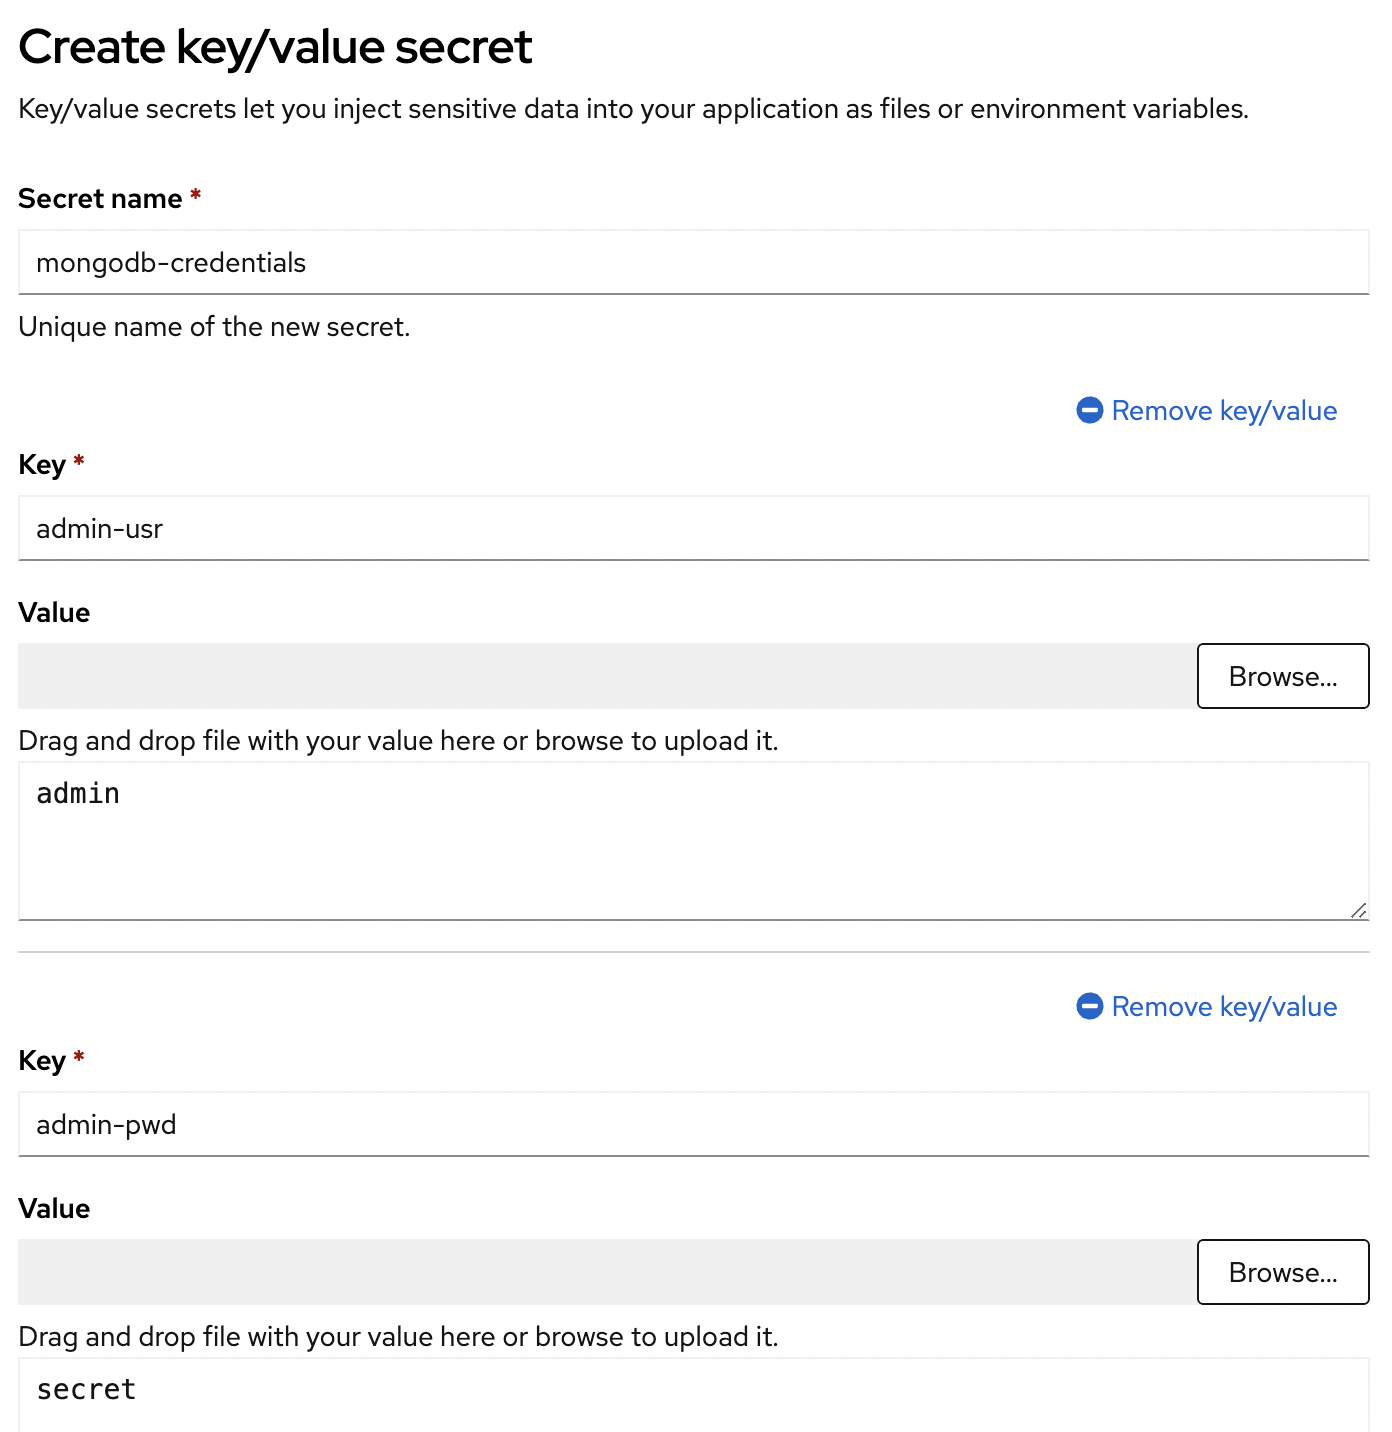 Create key/value secret
Key/value secrets let you inject sensitive data into your application as files or environment variables.
Secret name *
mongodb-credentials
Unique name of the new secret.
Remove key/value
Key *
admin-usr
Value
Browse...
Drag and drop file with your value here or browse to upload it.
admin
Remove key/value
Key *
admin-pwd
Value
Browse...
Drag and drop file with your value here or browse to upload it.
secret